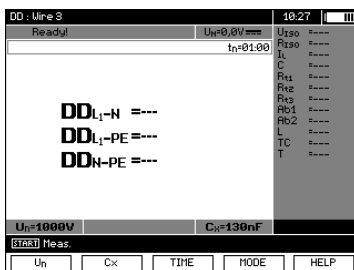 DD : Wire 3 10:27
Ready! UN=0,0V
tn=01:00
DDL1-N =---
DDL1-PE=---
DDN-PE=---
UISO =---
RISO =---
IL =---
C =---
Rt1 =---
Rt2 =---
Rt3 =---
Ab1 =---
Ab2 =---
L =---
TC =---
T =---
Un=1000V CX=130nF
START Meas.
Un Cx TIME MODE HELP